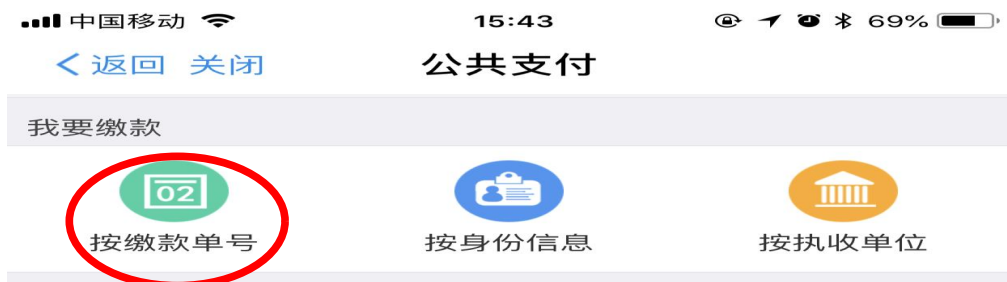 中国移动 15:43 69%
返回 关闭 公共支付
我要缴款
02
按缴款单号 按身份信息 按执收单位